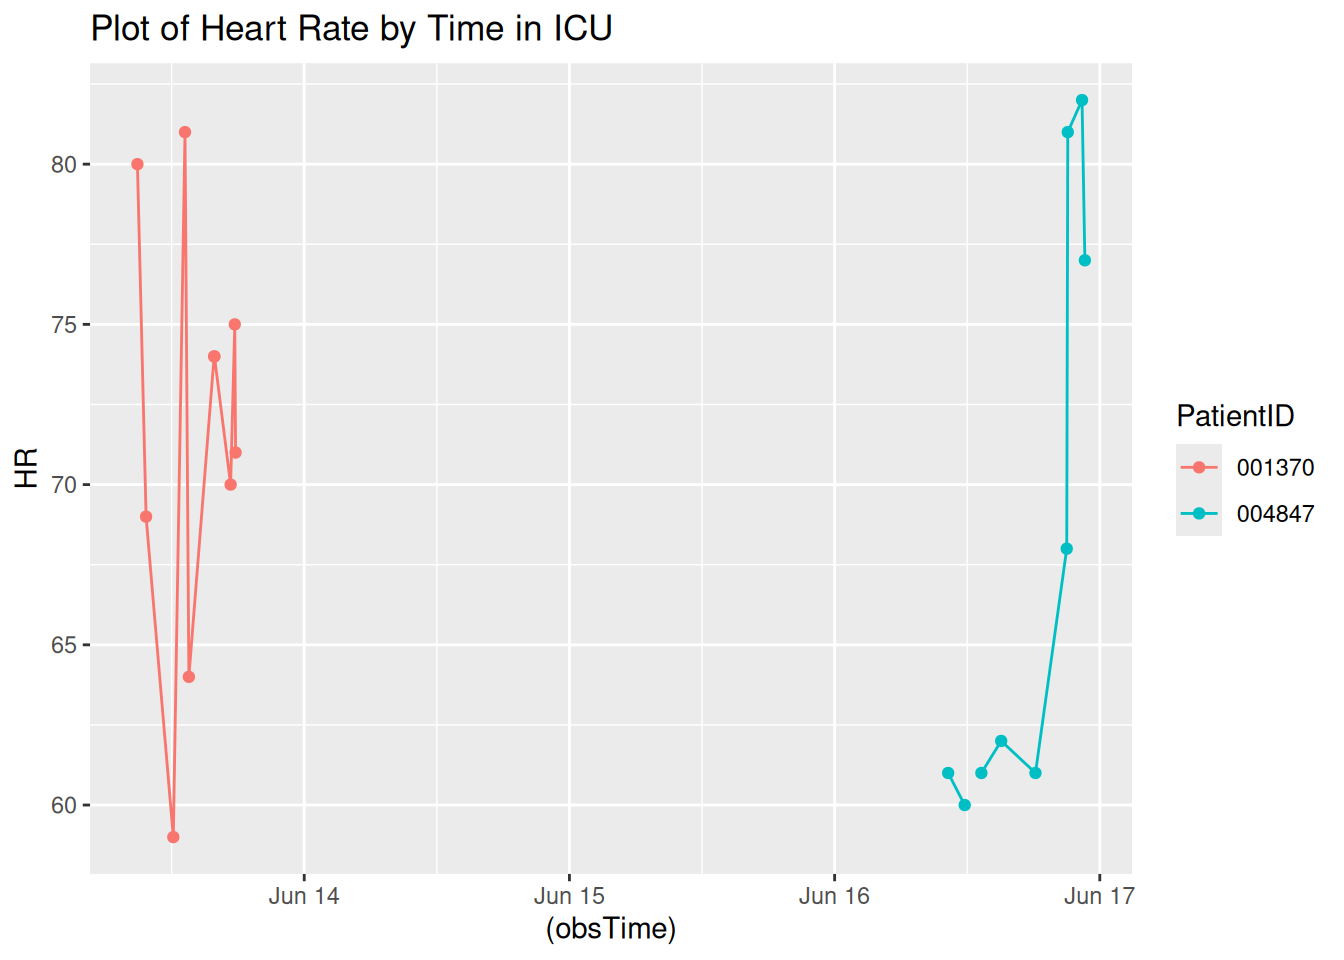 Plot of Heart Rate by Time in ICU
80
75
70
65
60
HR
Jun 14
Jun 15
Jun 16
Jun 17
(obsTime)
PatientID
001370
004847